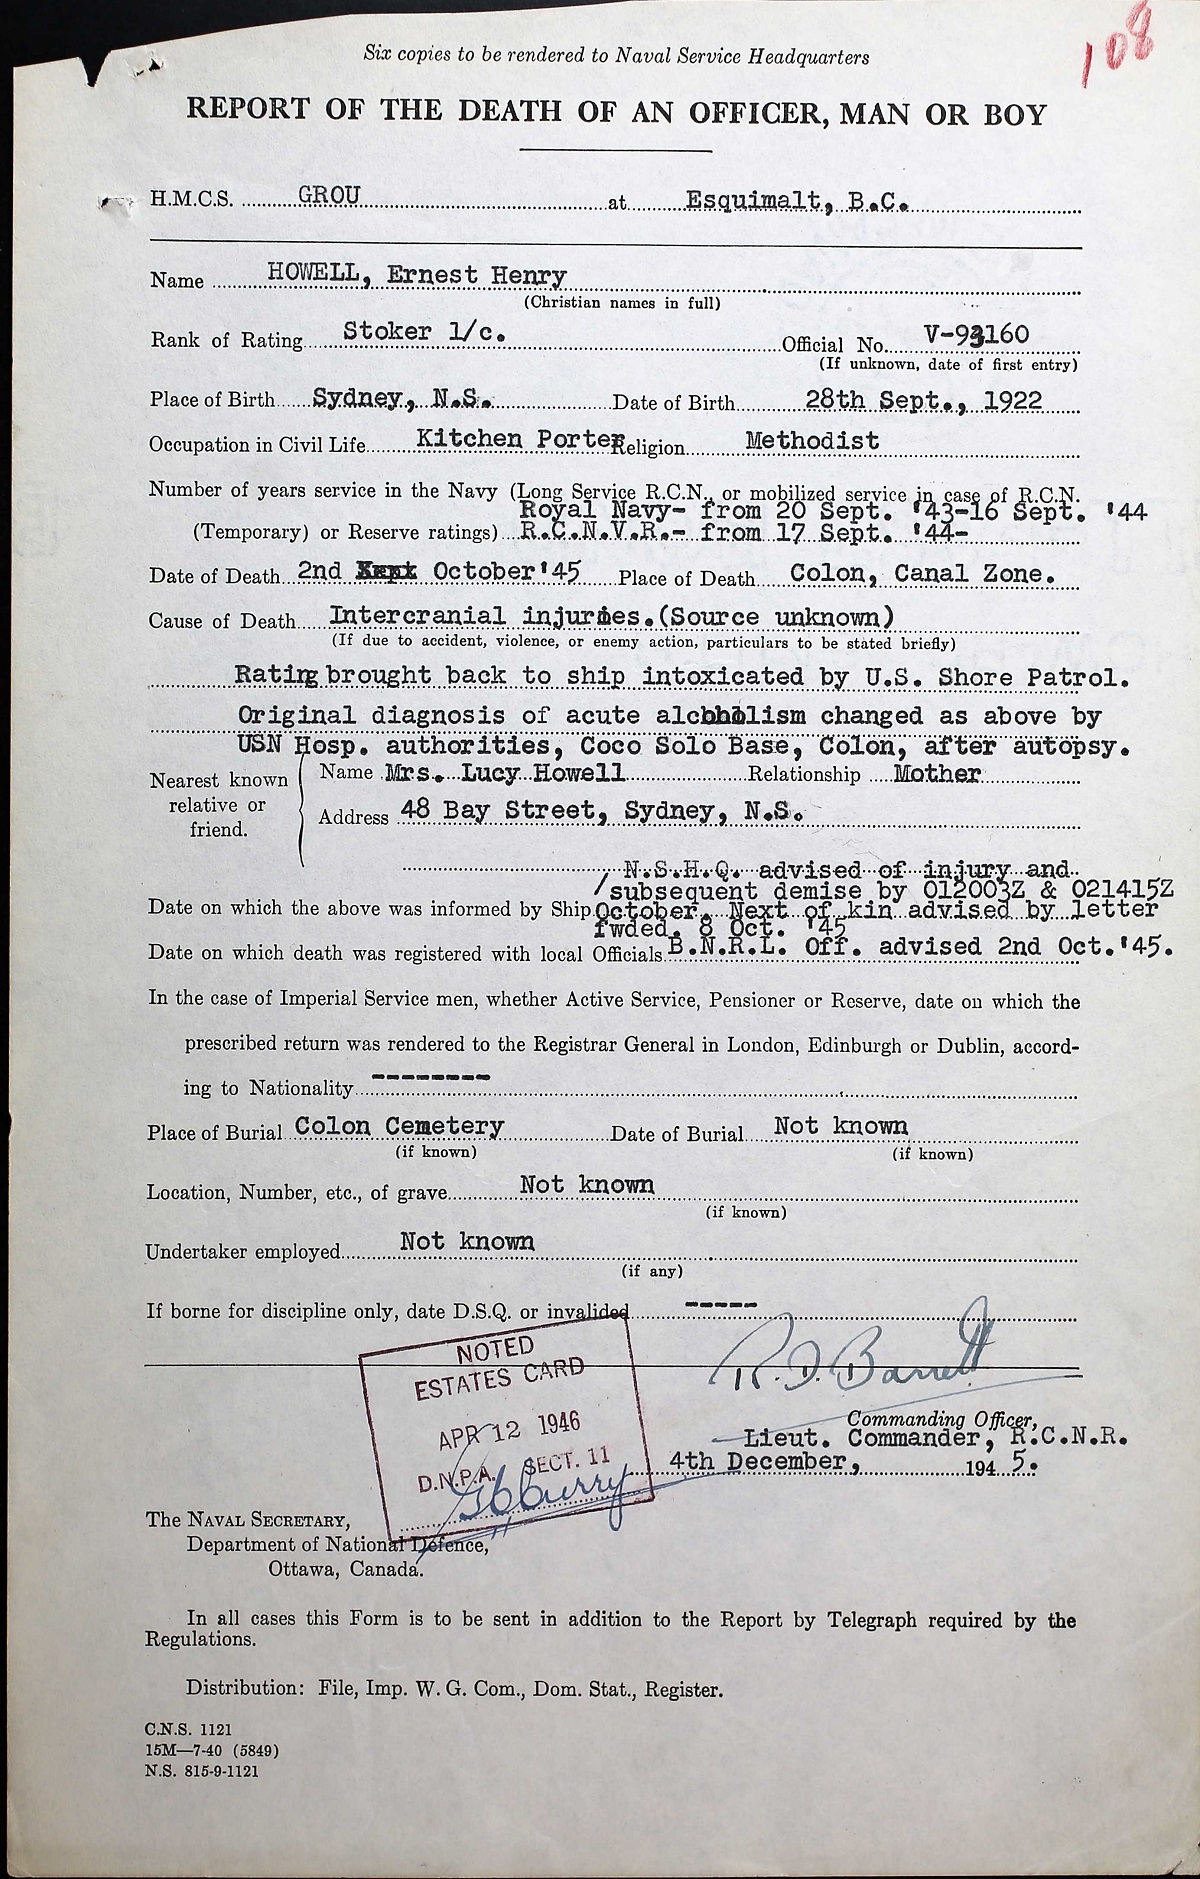 108
Six copies to be rendered to Naval Service Headquarters
REPORT OF THE DEATH OF AN OFFICER, MAN OR BOY
H.M.C.S. GROU at Esquimalt, B.C.
Name HOWELL, Ernest Henry
(Christian names in full)
Rank of Rating Stoker 1/c. Official No. V-93160
(If unknown, date of first entry)
Place of Birth Sydney, N.S. Date of Birth 28th Sept., 1922
Occupation in Civil Life Kitchen Porter Religion Methodist
Number of years service in the Navy (Long Service R.C.N., or mobilized service in case of R.C.N.
Royal Navy- from 20 Sept. '43-16 Sept. '44
(Temporary) or Reserve ratings) R.C.N.V.R.- from 17 Sept. '44-
Date of Death 2nd October '45 Place of Death Colon, Canal Zone.
Cause of Death Intercranial injuries. (Source unknown)
(If due to accident, violence, or enemy action, particulars to be stated briefly)
Rating brought back to ship intoxicated by U.S. Shore Patrol.
Original diagnosis of acute alcoholism changed as above by
USN Hosp. authorities, Coco Solo Base, Colon, after autopsy.
Nearest known relative or friend.
Name Mrs. Lucy Howell Relationship Mother
Address 48 Bay Street, Sydney, N.S.
N.S.H.Q. advised of injury and
/subsequent demise by 012003Z & 021415Z
Date on which the above was informed by Ship October. Next of kin advised by letter
fwded. 8 Oct. '45
Date on which death was registered with local Officials B.N.R.L. Off. advised 2nd Oct. '45.
In the case of Imperial Service men, whether Active Service, Pensioner or Reserve, date on which the
prescribed return was rendered to the Registrar General in London, Edinburgh or Dublin, accord-
ing to Nationality --------
Place of Burial Colon Cemetery Date of Burial Not known
(if known) (if known)
Location, Number, etc., of grave Not known
(if known)
Undertaker employed Not known
(if any)
If borne for discipline only, date D.S.Q. or invalided -----
NOTED
ESTATES CARD
APR 12 1946
D.N.P.A. SECT. 11
R. D. Barrett
Commanding Officer,
Lieut. Commander, R.C.N.R.
4th December, 1945.
The NAVAL SECRETARY,
Department of National Defence,
Ottawa, Canada.
In all cases this Form is to be sent in addition to the Report by Telegraph required by the
Regulations.
Distribution: File, Imp. W. G. Com., Dom. Stat., Register.
C.N.S. 1121
15M—7-40 (5849)
N.S. 815-9-1121